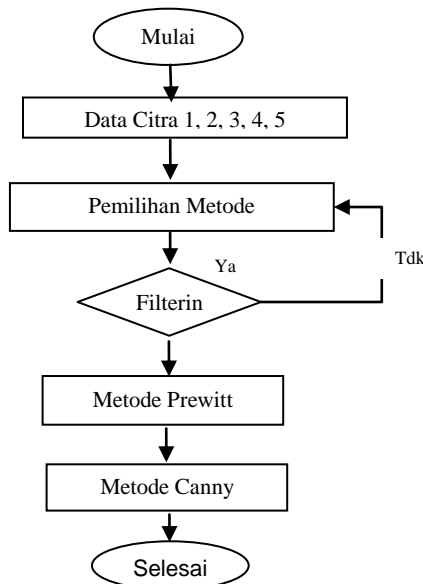 Mulai
Data Citra 1, 2, 3, 4, 5
Pemilihan Metode
Ya
Tdk
Filterin
Metode Prewitt
Metode Canny
Selesai